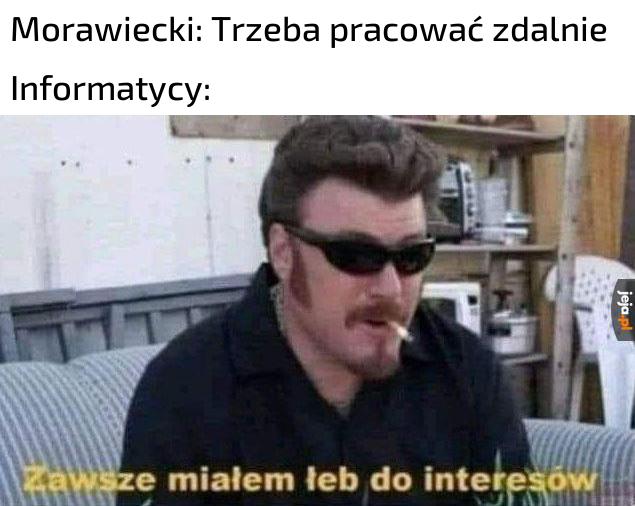 Morawiecki: Trzeba pracować zdalnie
Informatycy:
jeja.pl
Zawsze miałem łeb do interesów